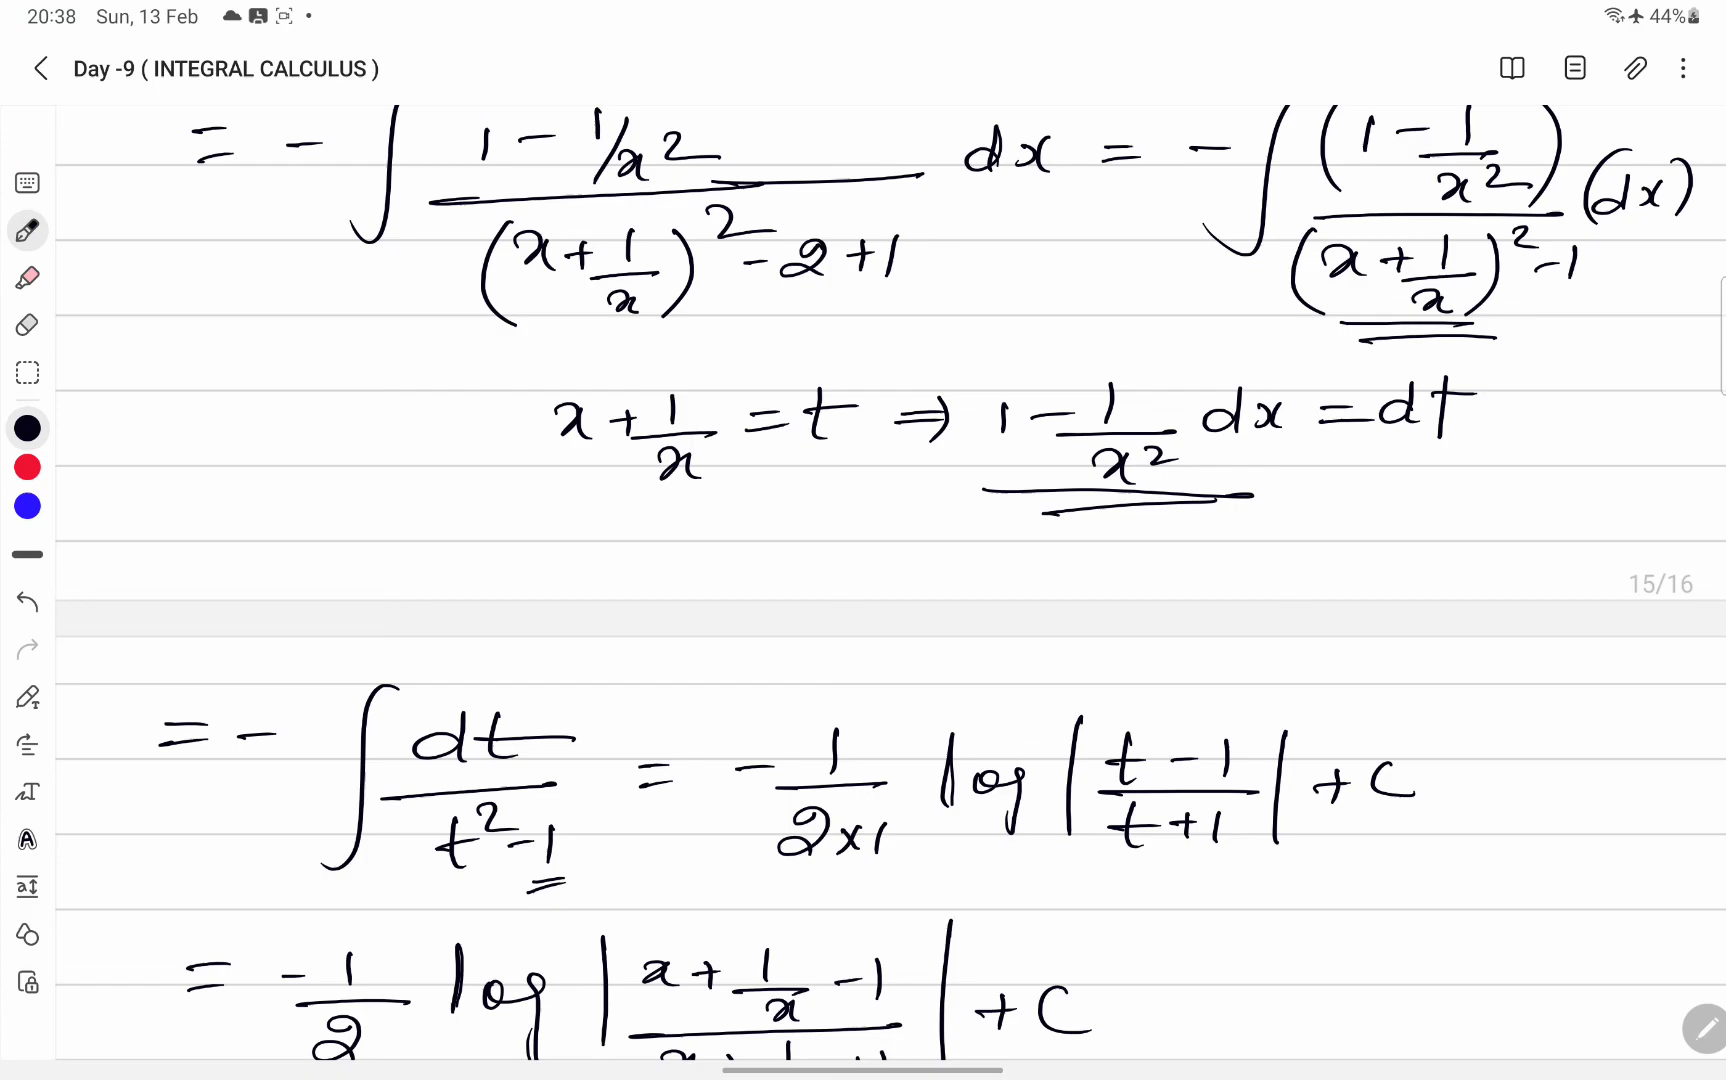 20:38 Sun, 13 Feb 44%
Day -9 ( INTEGRAL CALCULUS )
= - ∫ (1 - 1/x²) / ((x + 1/x)² - 2 + 1) dx = - ∫ (1 - 1/x²) / ((x + 1/x)² - 1) (dx)
x + 1/x = t ⇒ 1 - 1/x² dx = dt
15/16
= - ∫ dt / (t² - 1) = - 1/(2×1) log | (t - 1)/(t + 1) | + C
= - 1/2 log | (x + 1/x - 1)/(x + 1/x + 1) | + C